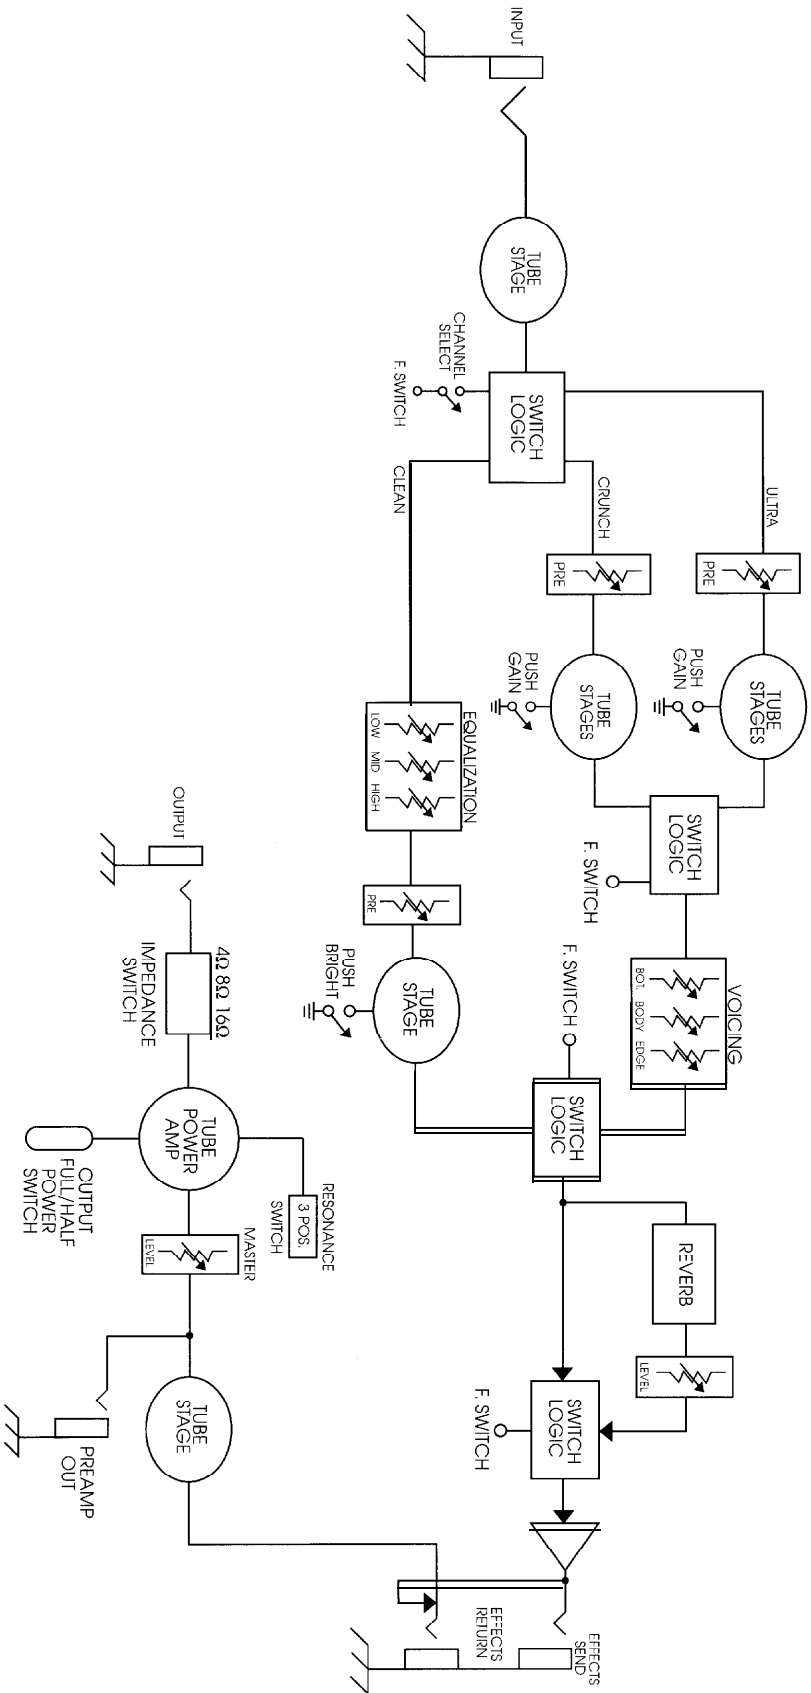 INPUT
TUBE
STAGE
CHANNEL
SELECT
F. SWITCH
SWITCH
LOGIC
ULTRA
CRUNCH
CLEAN
PRE
PRE
TUBE
STAGES
PUSH
GAIN
TUBE
STAGES
PUSH
GAIN
EQUALIZATION
LOW MID HIGH
PRE
TUBE
STAGE
PUSH
BRIGHT
SWITCH
LOGIC
F. SWITCH
VOICING
BOT. BODY EDGE
SWITCH
LOGIC
F. SWITCH
REVERB
LEVEL
SWITCH
LOGIC
F. SWITCH
EFFECTS
SEND
EFFECTS
RETURN
OUTPUT
4Ω 8Ω 16Ω
IMPEDANCE
SWITCH
TUBE
POWER
AMP
OUTPUT
FULL/HALF
POWER
SWITCH
RESONANCE
3 POS.
SWITCH
MASTER
LEVEL
TUBE
STAGE
PREAMP
OUT